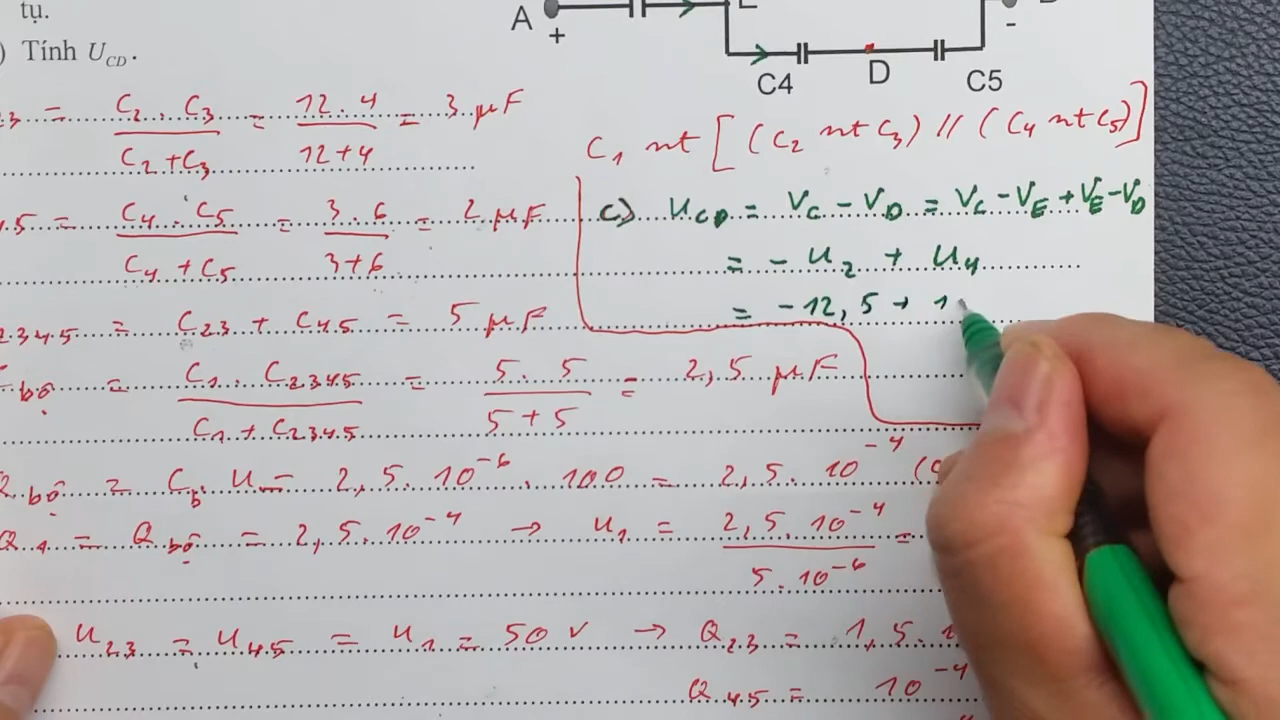 tụ.
) Tính U_CD.
A
+
-
C4
D
C5
23 = C2 . C3 / C2 + C3 = 12 . 4 / 12 + 4 = 3 μF
C1 nt [(C2 nt C3) // (C4 nt C5)]
4.5 = C4 . C5 / C4 + C5 = 3 . 6 / 3 + 6 = 2 μF
c) U_CD = V_C - V_D = V_C - V_E + V_E - V_D
= - U2 + U4
= -12,5 + 1
2345 = C23 + C45 = 5 μF
bộ = C1 . C2345 / C1 + C2345 = 5 . 5 / 5 + 5 = 2,5 μF
Q bộ = Cb . U = 2,5 . 10^-6 . 100 = 2,5 . 10^-4 (
Q1 = Q bộ = 2,5 . 10^-4 → U1 = 2,5 . 10^-4 / 5 . 10^-6 =
U23 = U45 = U1 = 50 V → Q23 = 1,5 .
Q45 = 10^-4